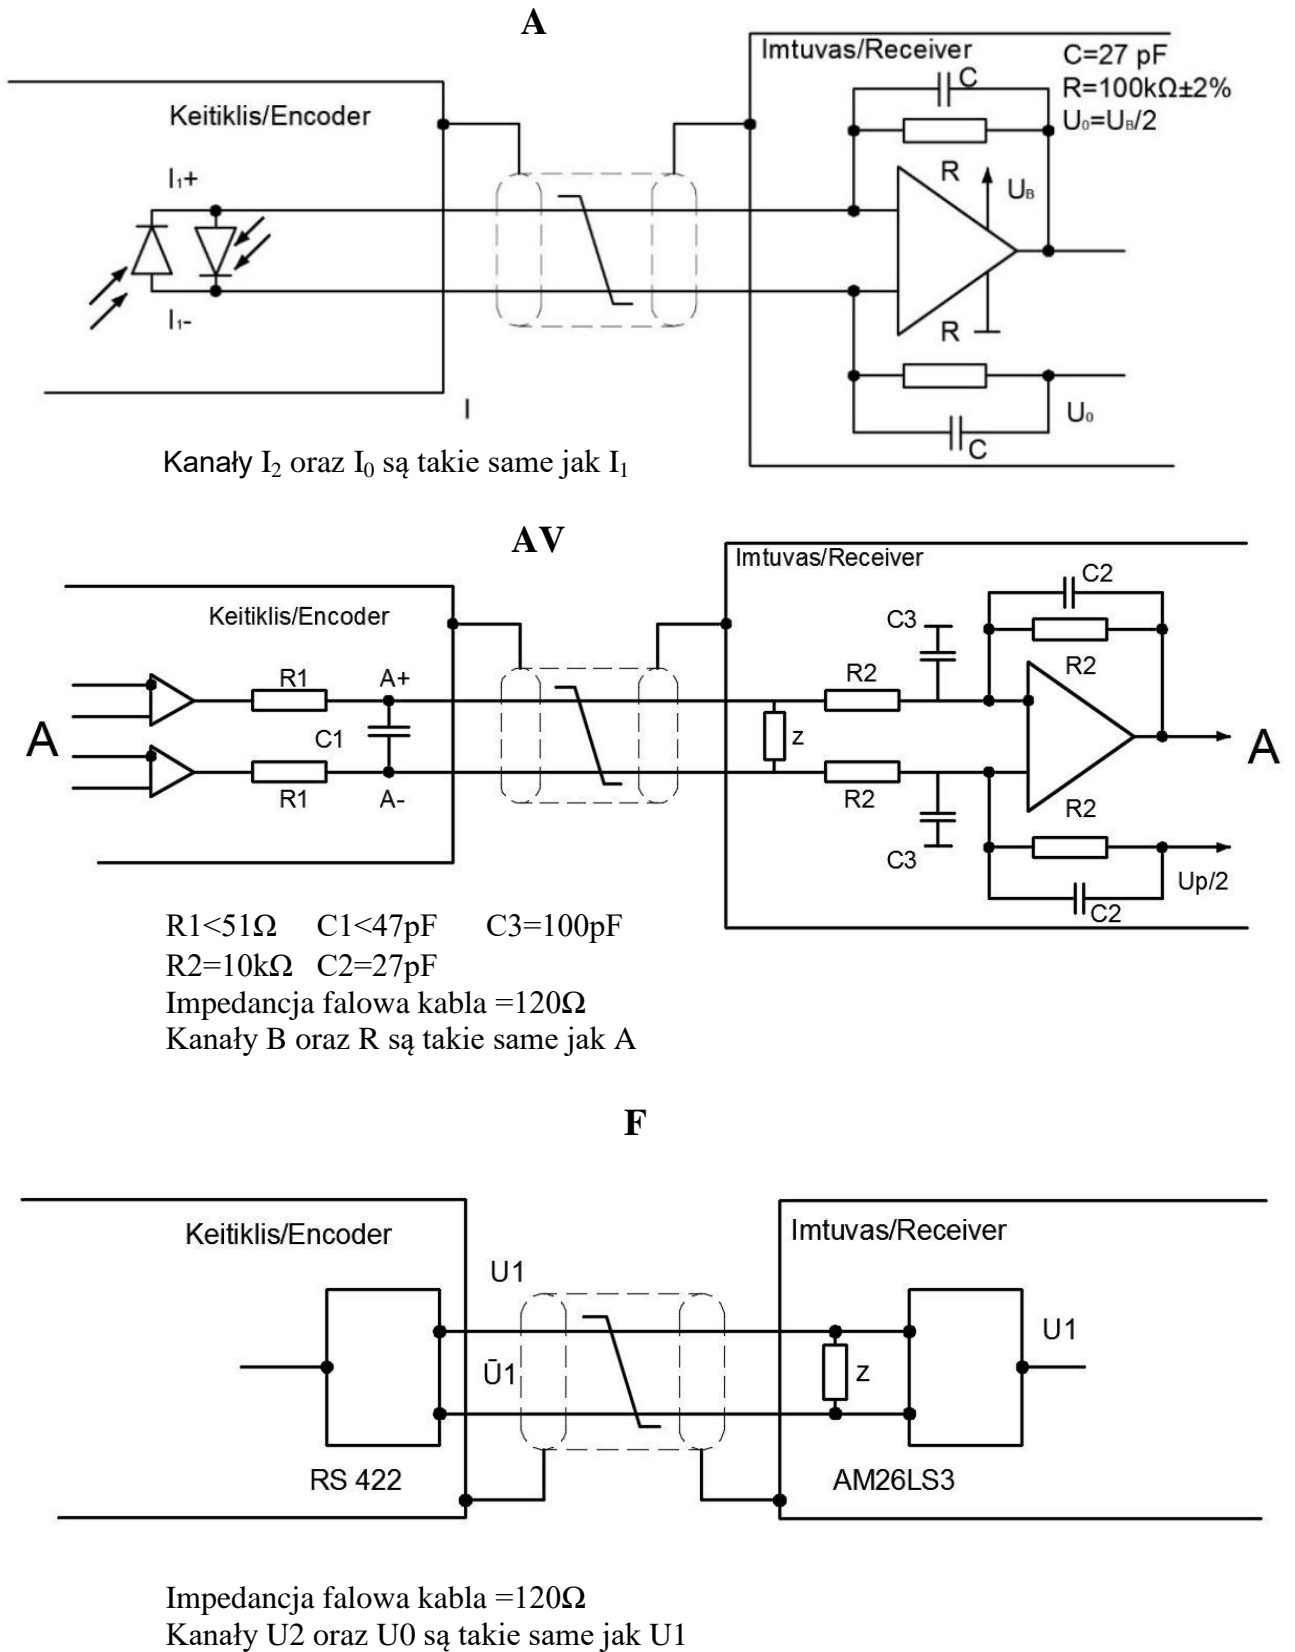 A
Imtuvas/Receiver
C=27 pF
R=100kΩ±2%
U₀=U_B/2
Keitiklis/Encoder
C
R
U_B
I₁+
I₁-
R
U₀
C
I
Kanały I₂ oraz I₀ są takie same jak I₁
AV
Imtuvas/Receiver
Keitiklis/Encoder
C2
C3
R1
A+
R2
R2
A
C1
z
A
R1
A-
R2
R2
C3
Up/2
C2
R1<51Ω C1<47pF C3=100pF
R2=10kΩ C2=27pF
Impedancja falowa kabla =120Ω
Kanały B oraz R są takie same jak A
F
Keitiklis/Encoder
Imtuvas/Receiver
U1
U1
Ū1
z
RS 422
AM26LS3
Impedancja falowa kabla =120Ω
Kanały U2 oraz U0 są takie same jak U1